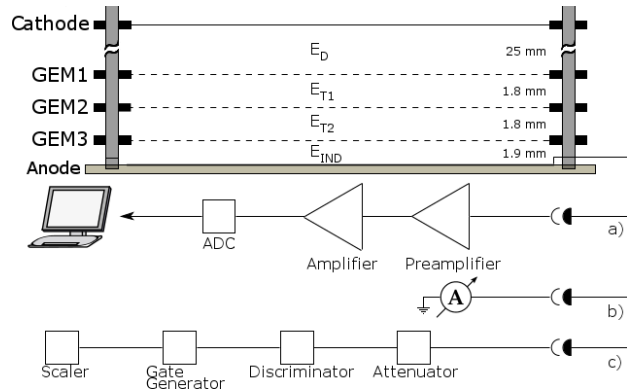 Cathode
E_D
25 mm
GEM1
E_T1
1.8 mm
GEM2
E_T2
1.8 mm
GEM3
E_IND
1.9 mm
Anode
ADC
Amplifier
Preamplifier
a)
A
b)
Scaler
Gate
Generator
Discriminator
Attenuator
c)